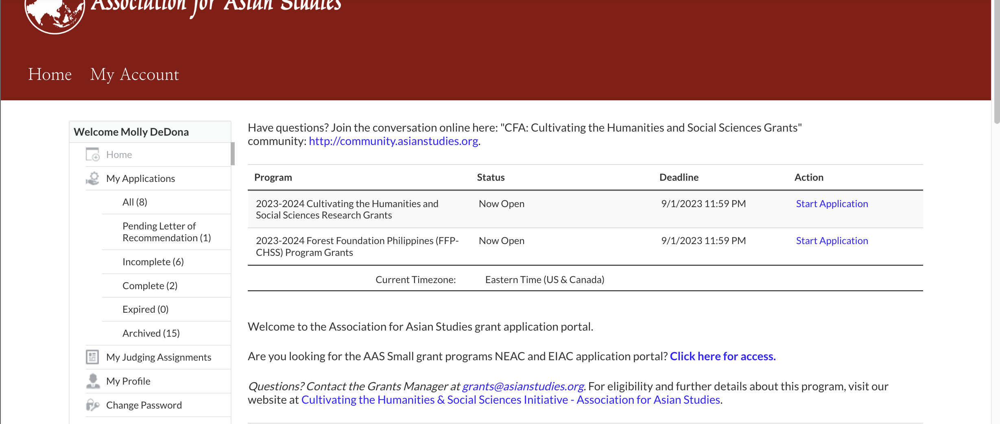 Association for Asian Studies
Home My Account
Welcome Molly DeDona
Home
My Applications
All (8)
Pending Letter of
Recommendation (1)
Incomplete (6)
Complete (2)
Expired (0)
Archived (15)
My Judging Assignments
My Profile
Change Password
Have questions? Join the conversation online here: "CFA: Cultivating the Humanities and Social Sciences Grants"
community: http://community.asianstudies.org.
Program Status Deadline Action
2023-2024 Cultivating the Humanities and Now Open 9/1/2023 11:59 PM Start Application
Social Sciences Research Grants
2023-2024 Forest Foundation Philippines (FFP- Now Open 9/1/2023 11:59 PM Start Application
CHSS) Program Grants
Current Timezone: Eastern Time (US & Canada)
Welcome to the Association for Asian Studies grant application portal.
Are you looking for the AAS Small grant programs NEAC and EIAC application portal? Click here for access.
Questions? Contact the Grants Manager at grants@asianstudies.org. For eligibility and further details about this program, visit our
website at Cultivating the Humanities & Social Sciences Initiative - Association for Asian Studies.